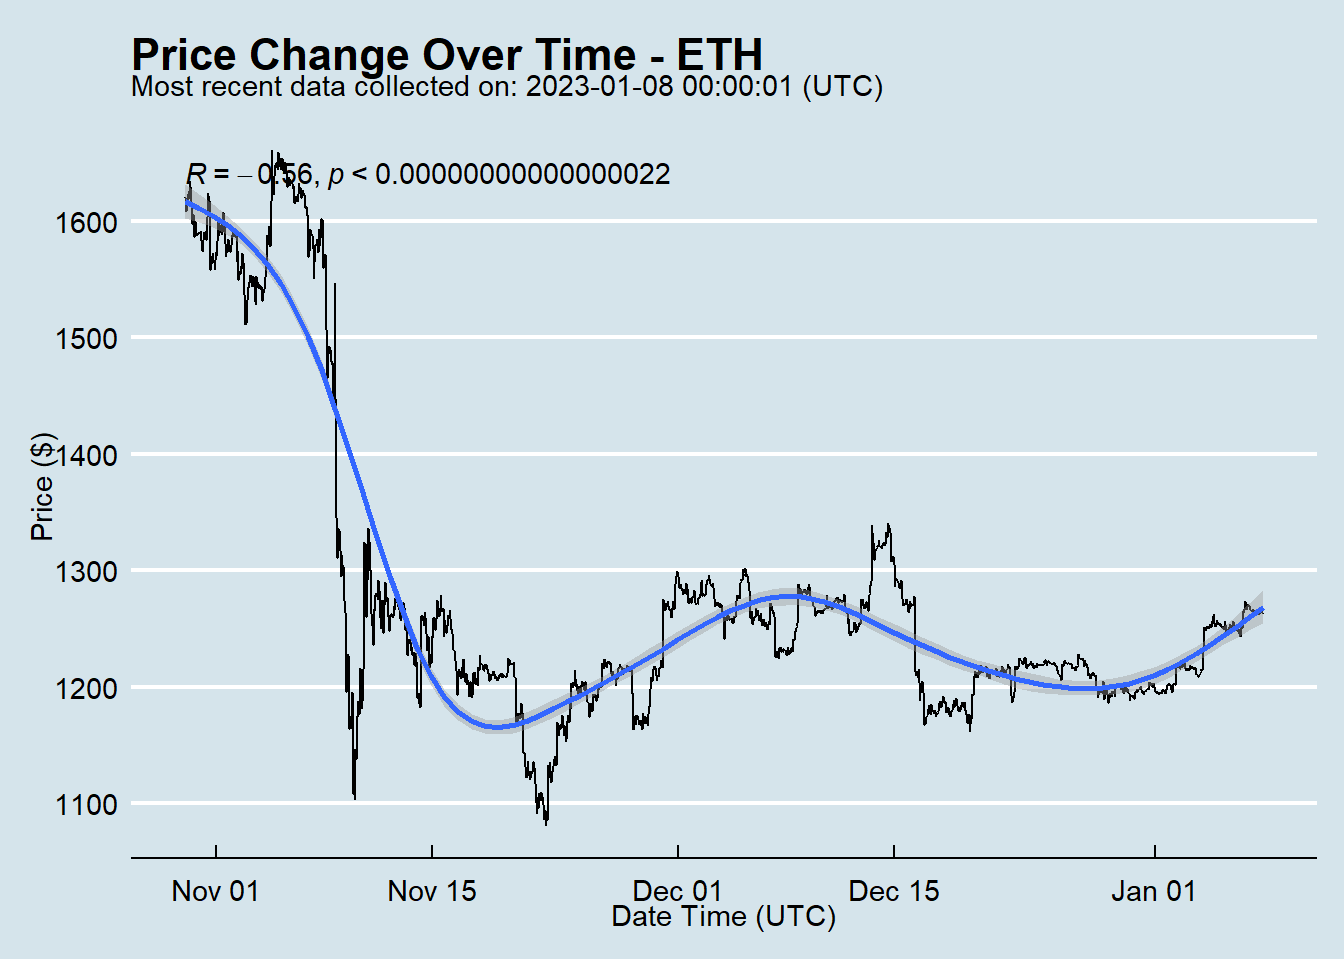 Price Change Over Time - ETH
Most recent data collected on: 2023-01-08 00:00:01 (UTC)
R = −0.56, p < 0.00000000000000022
1600
1500
1400
1300
1200
1100
Price ($)
Nov 01 Nov 15 Dec 01 Dec 15 Jan 01
Date Time (UTC)